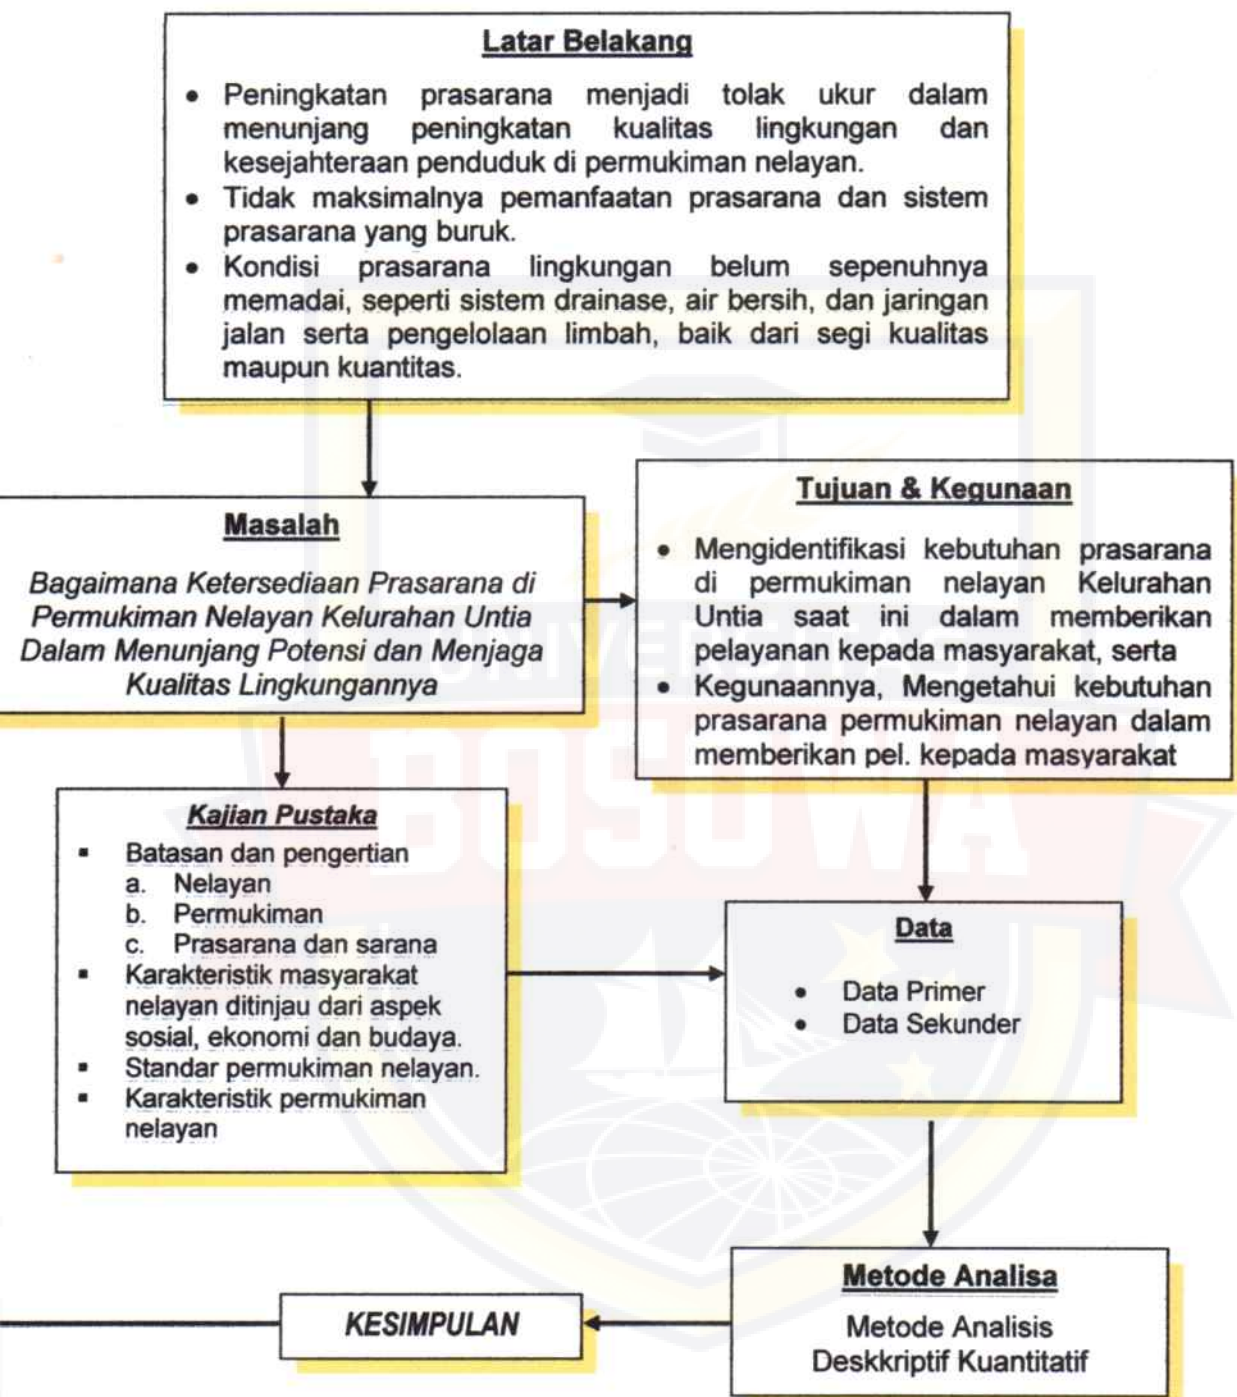 Latar Belakang
• Peningkatan prasarana menjadi tolak ukur dalam
menunjang peningkatan kualitas lingkungan dan
kesejahteraan penduduk di permukiman nelayan.
• Tidak maksimalnya pemanfaatan prasarana dan sistem
prasarana yang buruk.
• Kondisi prasarana lingkungan belum sepenuhnya
memadai, seperti sistem drainase, air bersih, dan jaringan
jalan serta pengelolaan limbah, baik dari segi kualitas
maupun kuantitas.
Masalah
Bagaimana Ketersediaan Prasarana di
Permukiman Nelayan Kelurahan Untia
Dalam Menunjang Potensi dan Menjaga
Kualitas Lingkungannya
Tujuan & Kegunaan
• Mengidentifikasi kebutuhan prasarana
di permukiman nelayan Kelurahan
Untia saat ini dalam memberikan
pelayanan kepada masyarakat, serta
• Kegunaannya, Mengetahui kebutuhan
prasarana permukiman nelayan dalam
memberikan pel. kepada masyarakat
UNIVERSITAS
BOSOWA
Kajian Pustaka
▪ Batasan dan pengertian
a. Nelayan
b. Permukiman
c. Prasarana dan sarana
▪ Karakteristik masyarakat
nelayan ditinjau dari aspek
sosial, ekonomi dan budaya.
▪ Standar permukiman nelayan.
▪ Karakteristik permukiman
nelayan
Data
• Data Primer
• Data Sekunder
Metode Analisa
Metode Analisis
Deskkriptif Kuantitatif
KESIMPULAN